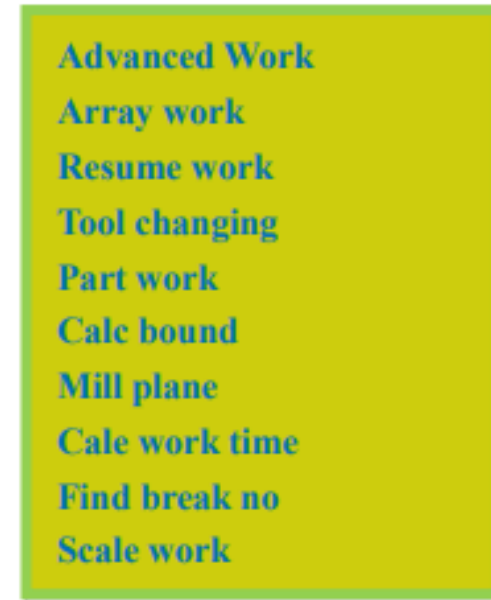 Advanced Work
Array work
Resume work
Tool changing
Part work
Calc bound
Mill plane
Cale work time
Find break no
Scale work